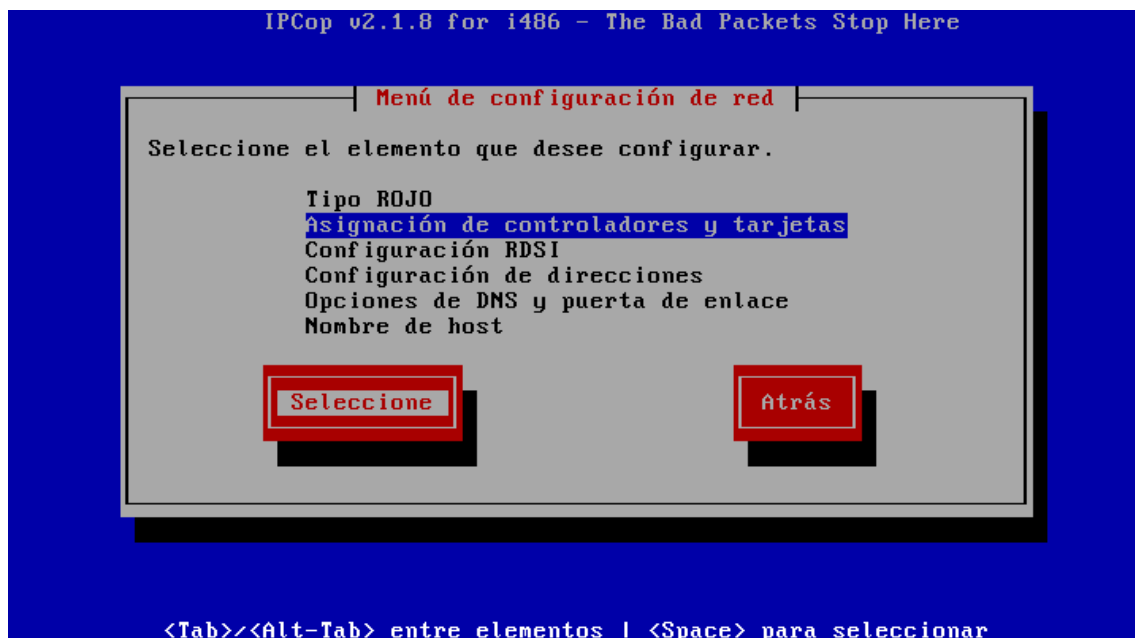 IPCop v2.1.8 for i486 - The Bad Packets Stop Here
Menú de configuración de red
Seleccione el elemento que desee configurar.
Tipo ROJO
Asignación de controladores y tarjetas
Configuración RDSI
Configuración de direcciones
Opciones de DNS y puerta de enlace
Nombre de host
Seleccione Atrás
<Tab>/<Alt-Tab> entre elementos | <Space> para seleccionar